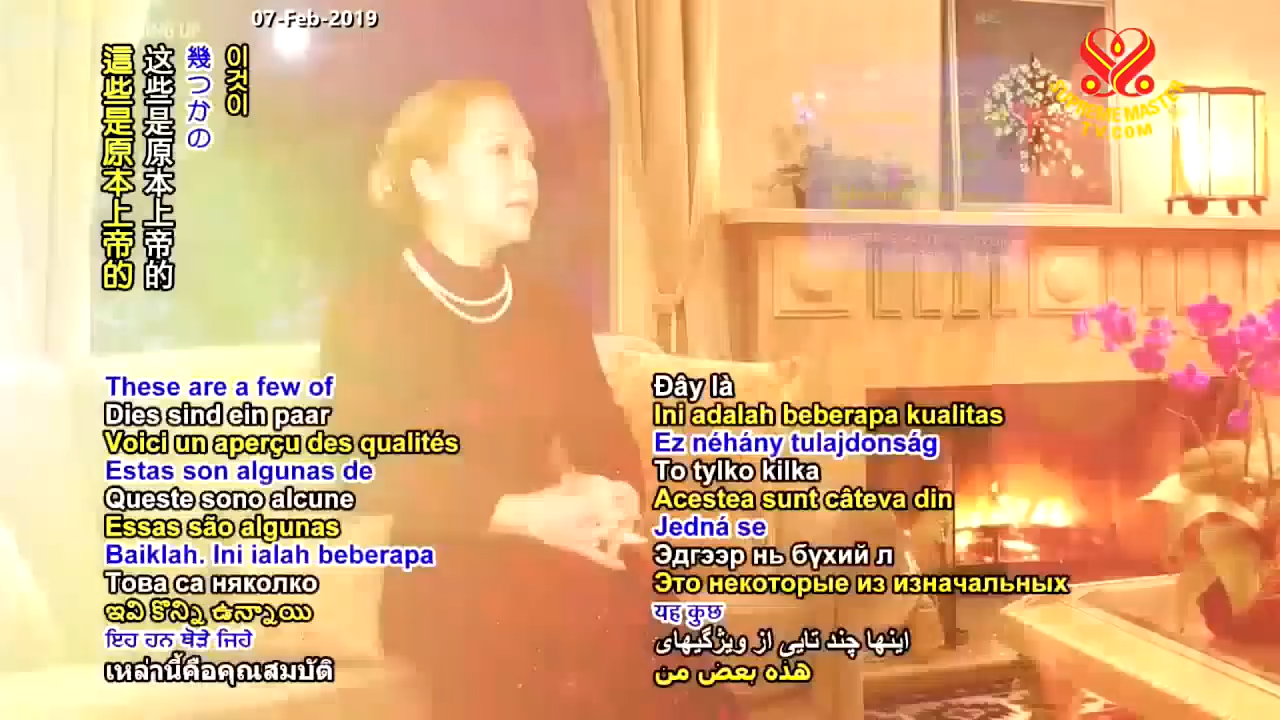 07-Feb-2019
這些是原本上帝的
这些是原本上帝的
幾つかの
이것이
SUPREME MASTER
TV.COM
These are a few of
Dies sind ein paar
Voici un aperçu des qualités
Estas son algunas de
Queste sono alcune
Essas são algunas
Baiklah. Ini ialah beberapa
Това са няколко
ఇవి కొన్ని ఉన్నాయి
ਇਹ ਹਨ ਥੋੜੇ ਜਿਹੇ
เหล่านี้คือคุณสมบัติ
Đây là
Ini adalah beberapa kualitas
Ez néhány tulajdonság
To tylko kilka
Acestea sunt câteva din
Jedná se
Эдгээр нь бүхий л
Это некоторые из изначальных
यह कुछ
اینها چند تایی از ویژگیهای
هذه بعض من